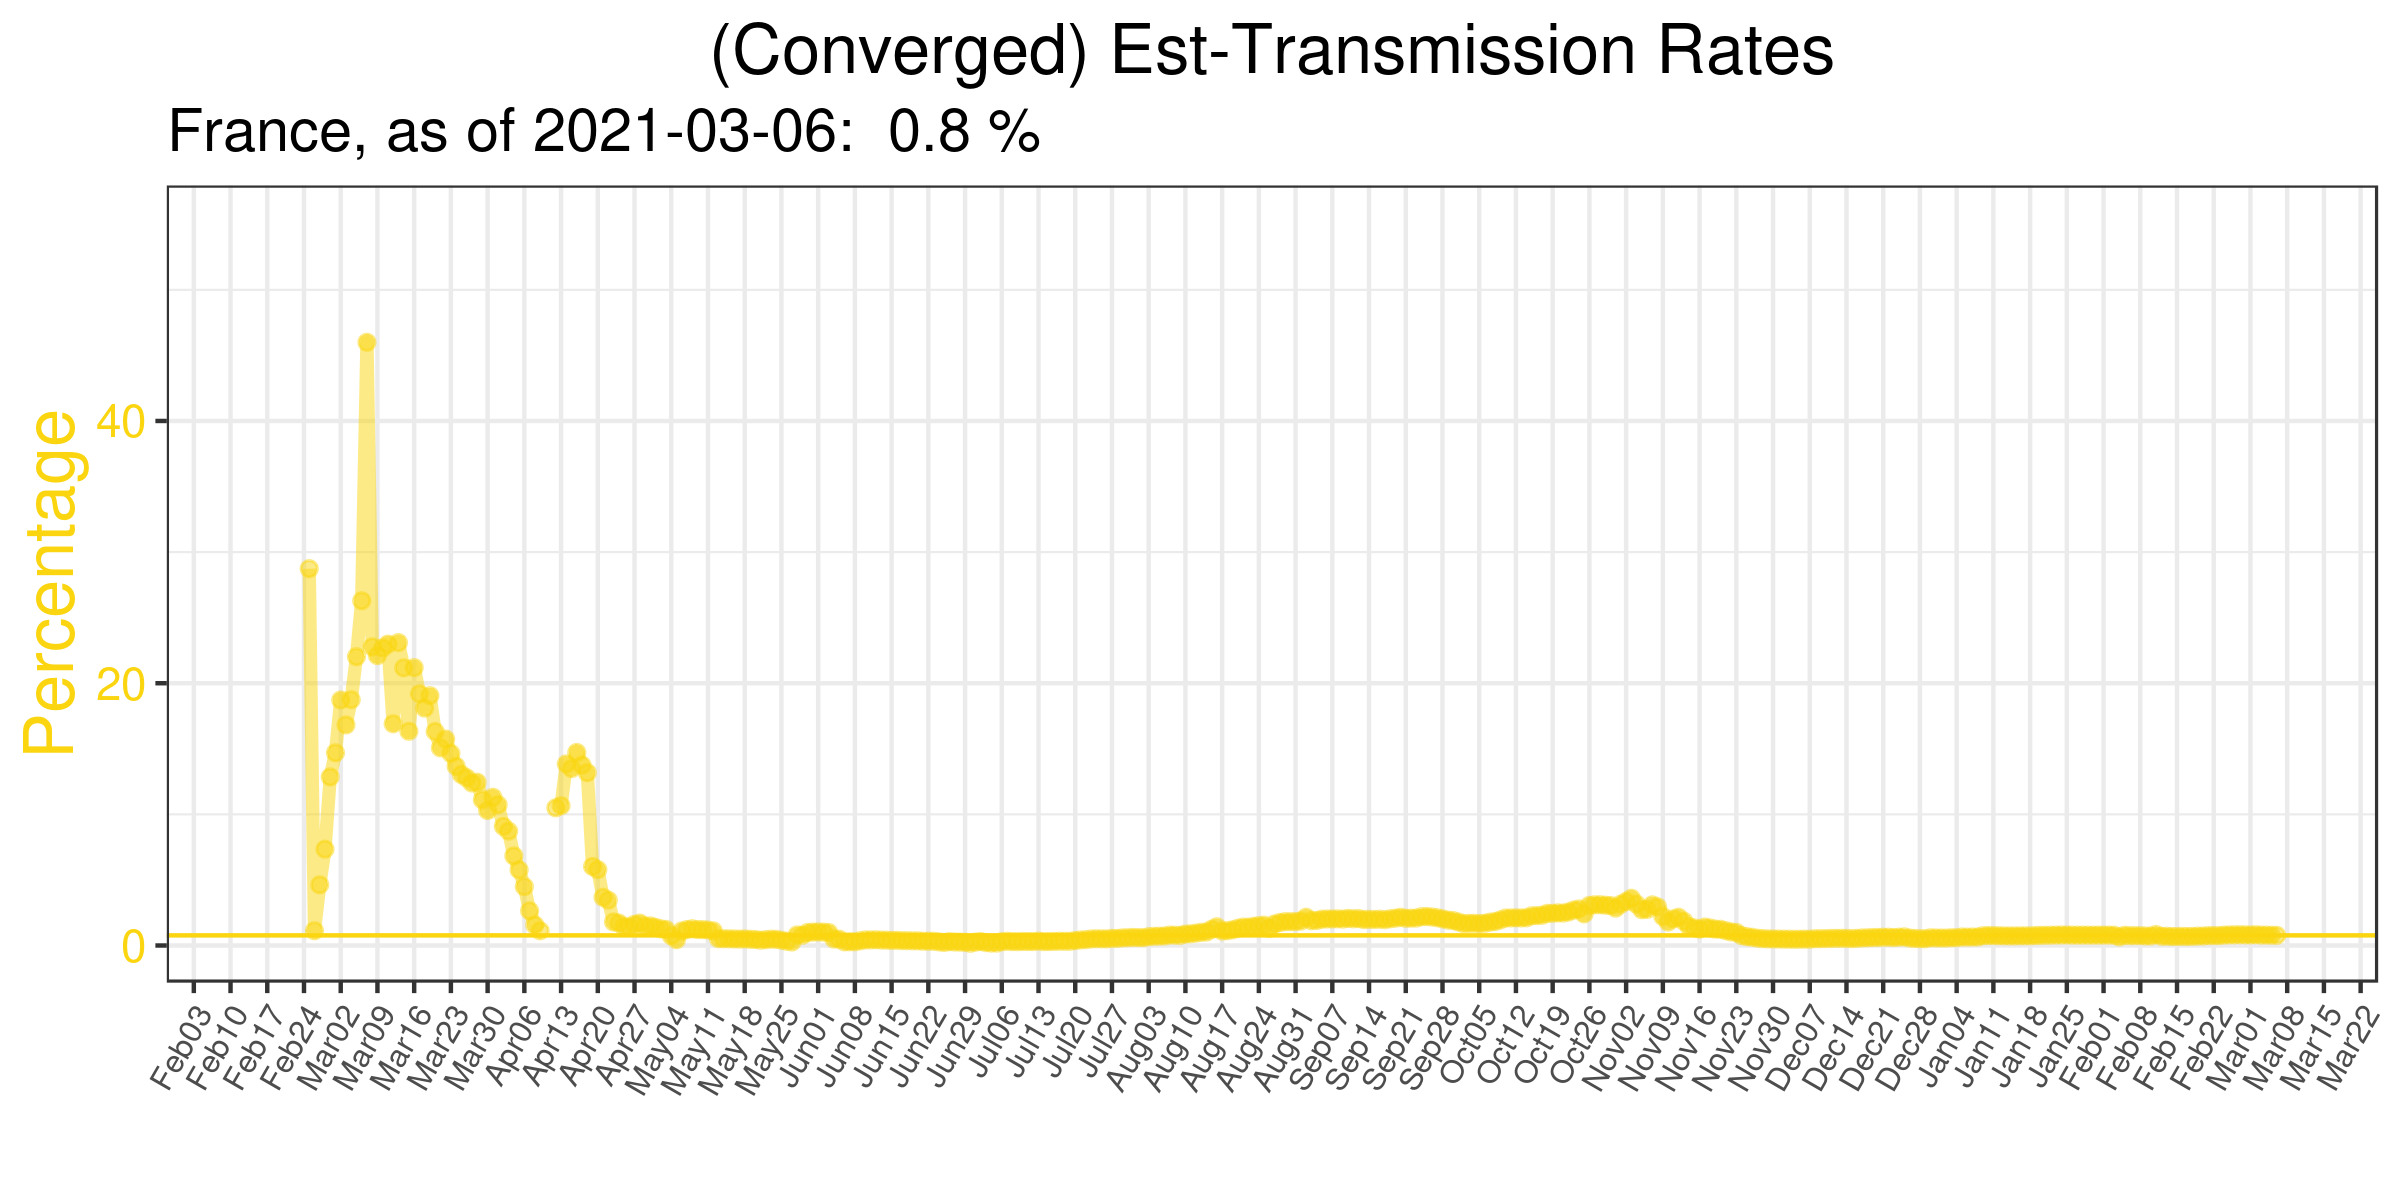 (Converged) Est-Transmission Rates
France, as of 2021-03-06: 0.8 %
Percentage
40
20
0
Feb03
Feb10
Feb17
Feb24
Mar02
Mar09
Mar16
Mar23
Mar30
Apr06
Apr13
Apr20
Apr27
May04
May11
May18
May25
Jun01
Jun08
Jun15
Jun22
Jun29
Jul06
Jul13
Jul20
Jul27
Aug03
Aug10
Aug17
Aug24
Aug31
Sep07
Sep14
Sep21
Sep28
Oct05
Oct12
Oct19
Oct26
Nov02
Nov09
Nov16
Nov23
Nov30
Dec07
Dec14
Dec21
Dec28
Jan04
Jan11
Jan18
Jan25
Feb01
Feb08
Feb15
Feb22
Mar01
Mar08
Mar15
Mar22